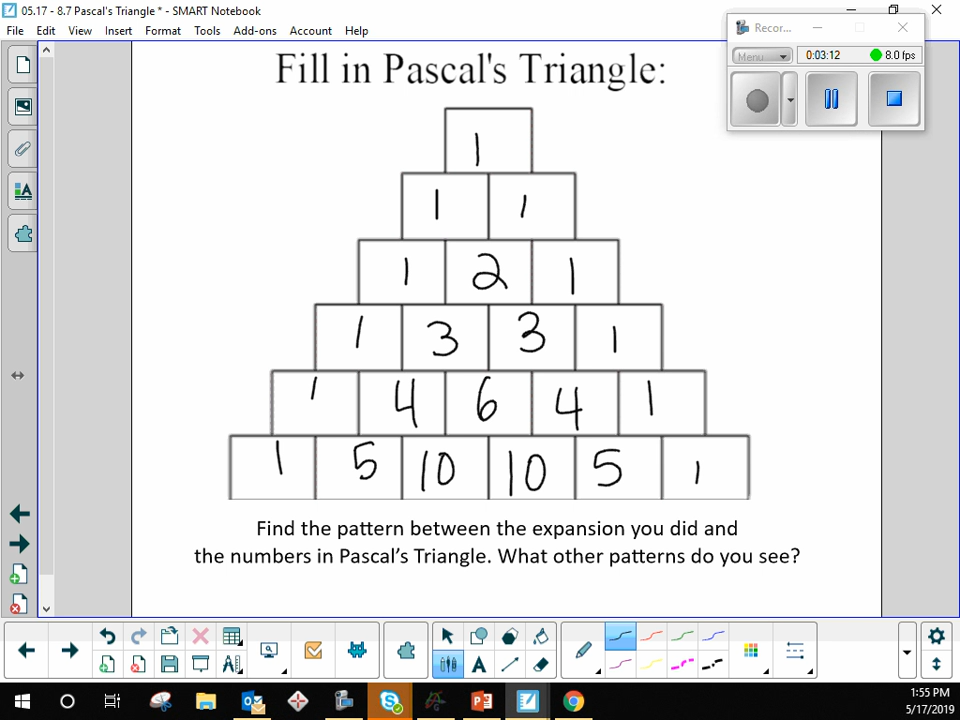 05.17 - 8.7 Pascal's Triangle * - SMART Notebook
File Edit View Insert Format Tools Add-ons Account Help
Recor...
Menu 0:03:12 8.0 fps
Fill in Pascal's Triangle:
1
1 1
1 2 1
1 3 3 1
1 4 6 4 1
1 5 10 10 5 1
Find the pattern between the expansion you did and
the numbers in Pascal's Triangle. What other patterns do you see?
1:55 PM
5/17/2019